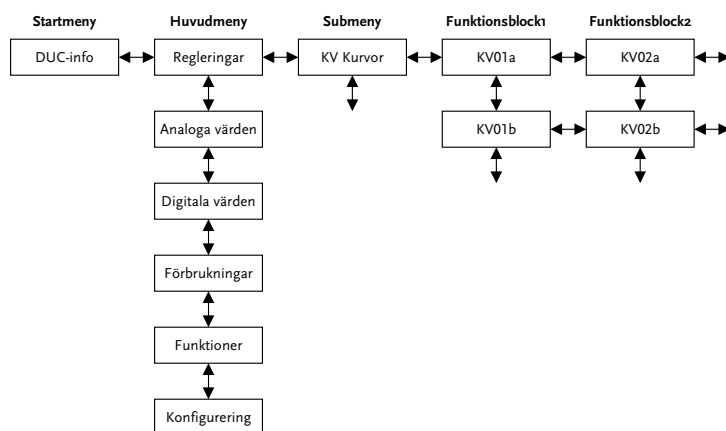 Startmeny Huvudmeny Submeny Funktionsblock1 Funktionsblock2
DUC-info Regleringar KV Kurvor KV01a KV02a
Analoga värden KV01b KV02b
Digitala värden
Förbrukningar
Funktioner
Konfigurering